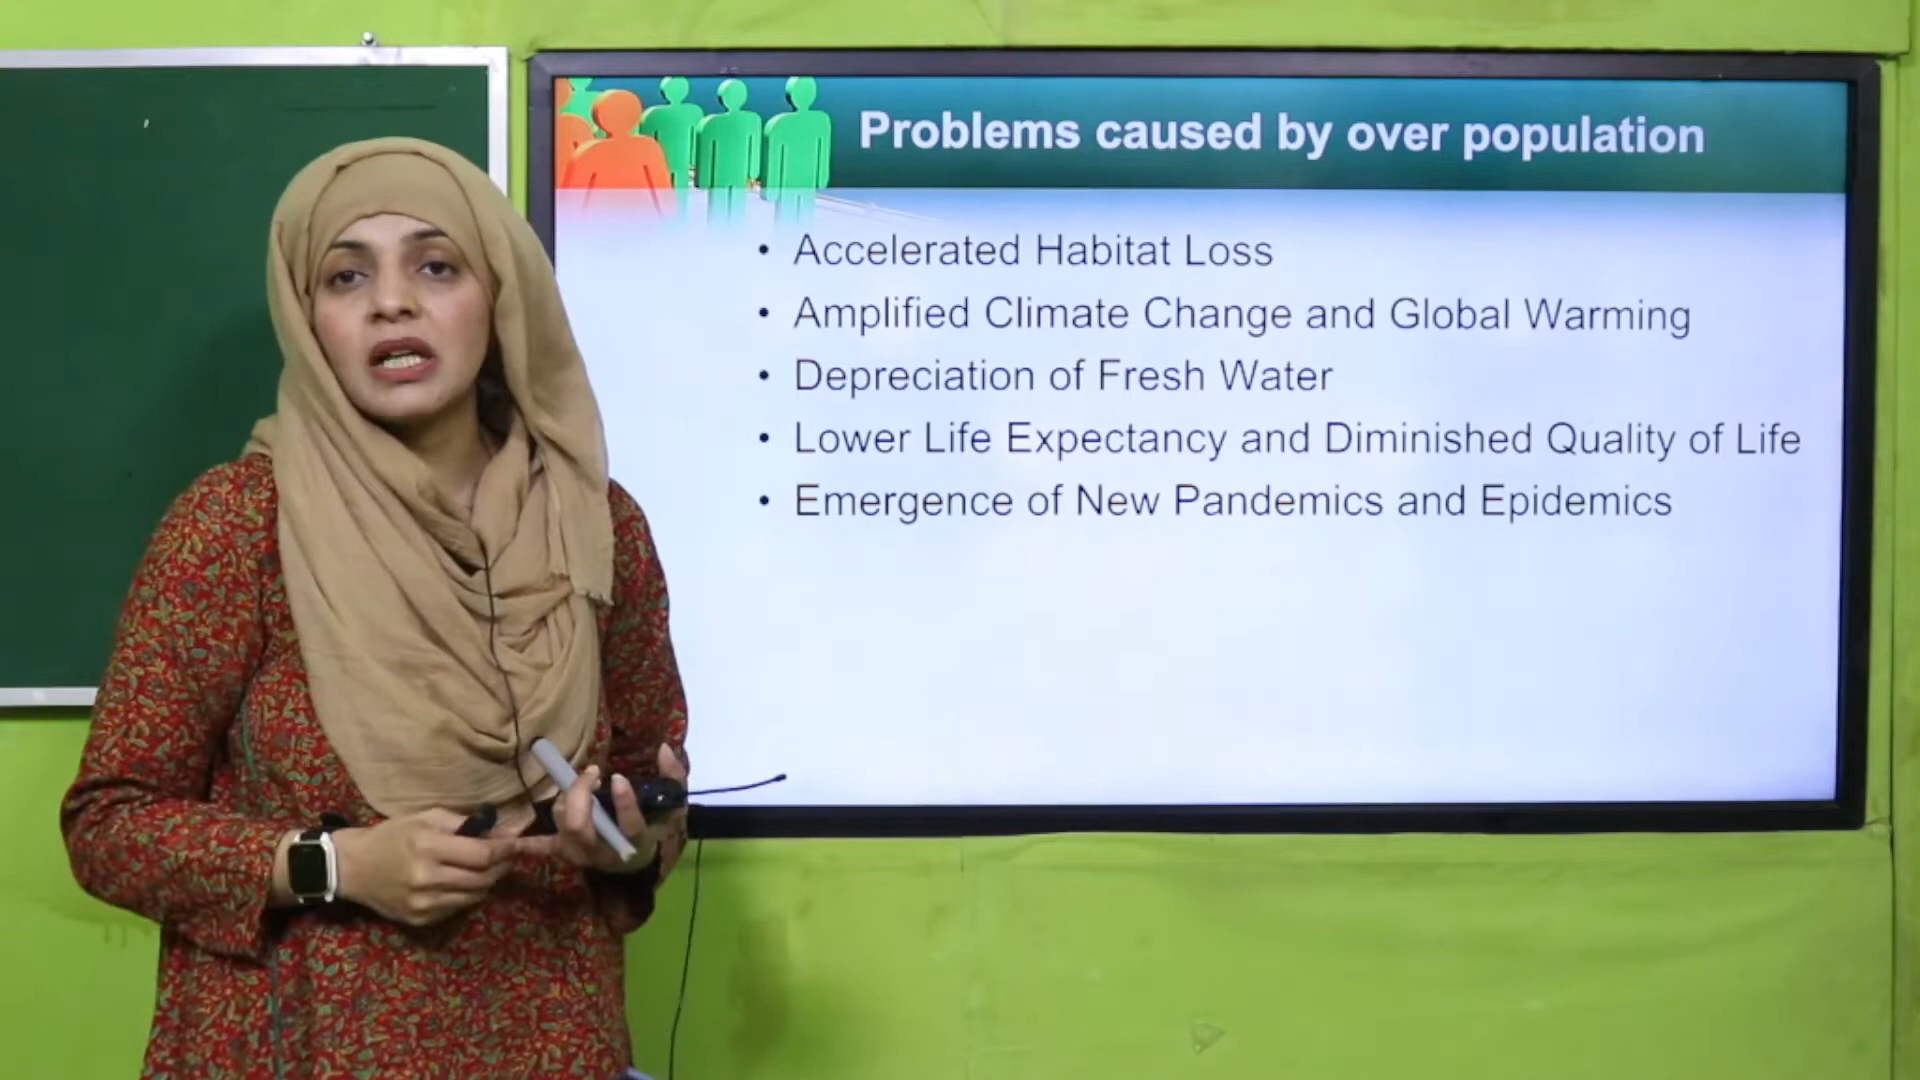 Problems caused by over population
• Accelerated Habitat Loss
• Amplified Climate Change and Global Warming
• Depreciation of Fresh Water
• Lower Life Expectancy and Diminished Quality of Life
• Emergence of New Pandemics and Epidemics